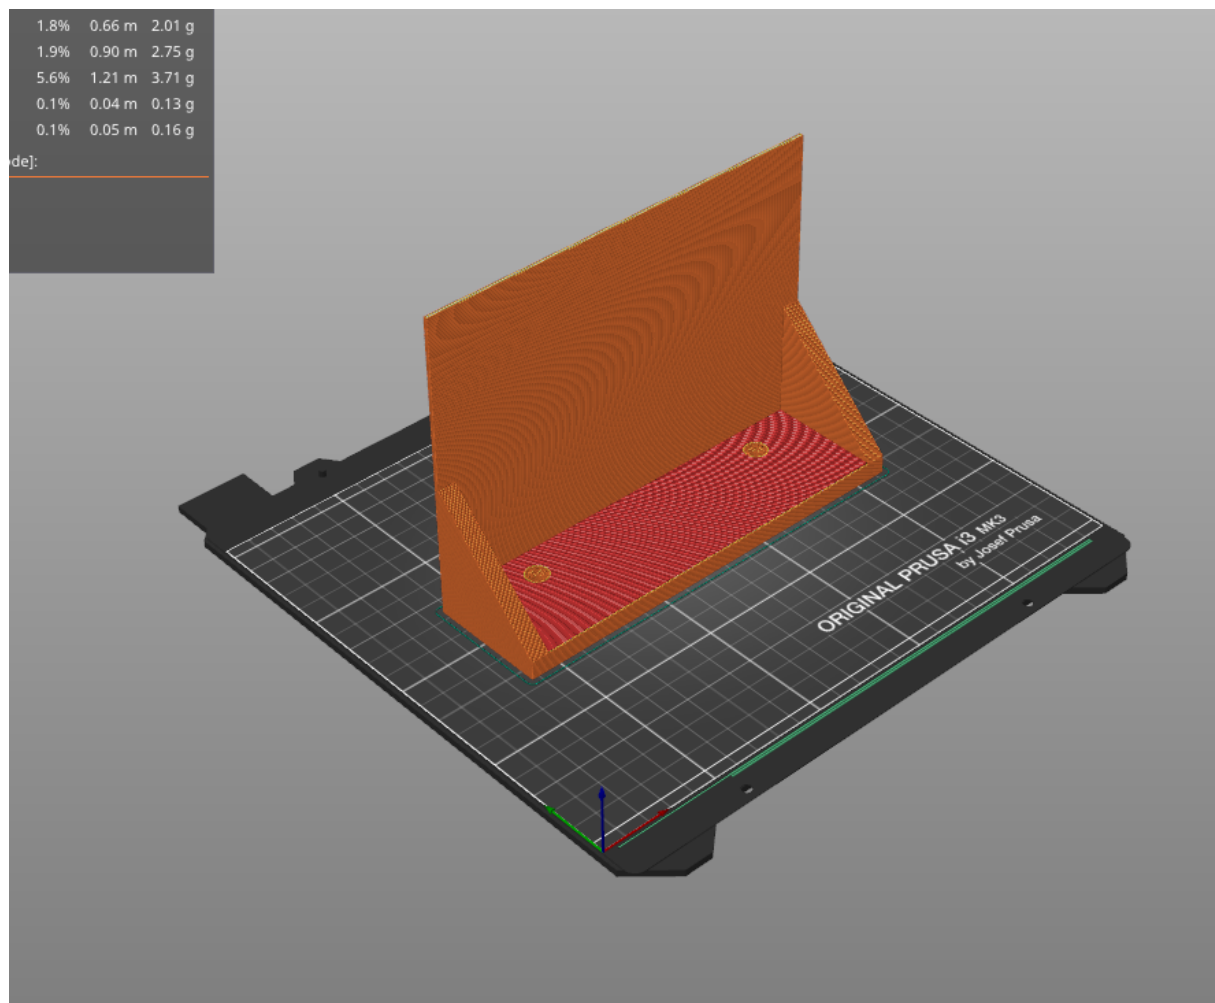 1.8% 0.66 m 2.01 g
1.9% 0.90 m 2.75 g
5.6% 1.21 m 3.71 g
0.1% 0.04 m 0.13 g
0.1% 0.05 m 0.16 g
ode]:
ORIGINAL PRUSA i3 MK3
by Josef Prusa